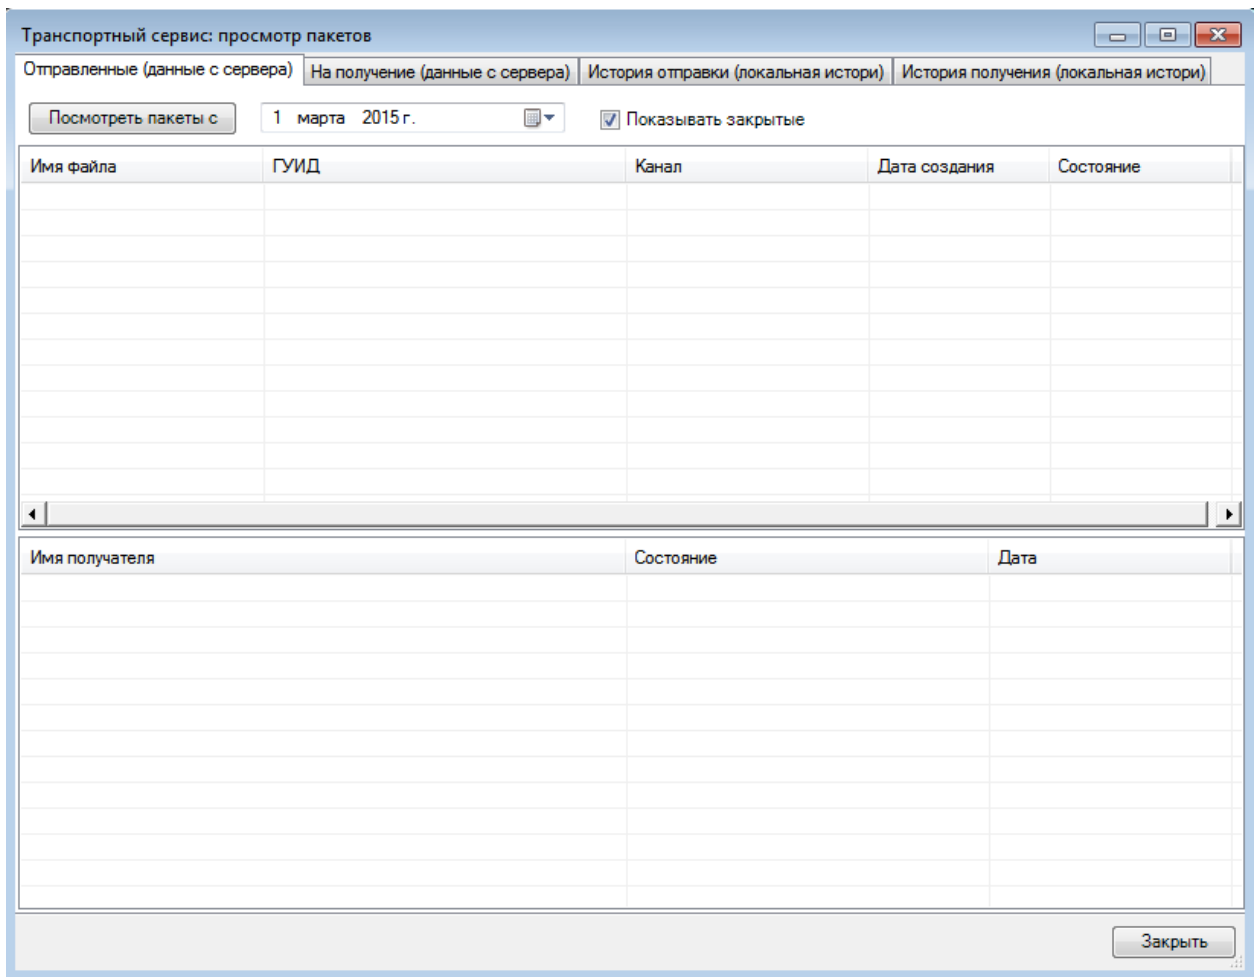 Транспортный сервис: просмотр пакетов
Отправленные (данные с сервера) На получение (данные с сервера) История отправки (локальная истори) История получения (локальная истори)
Посмотреть пакеты с 1 марта 2015 г. Показывать закрытые
Имя файла ГУИД Канал Дата создания Состояние
Имя получателя Состояние Дата
Закрыть